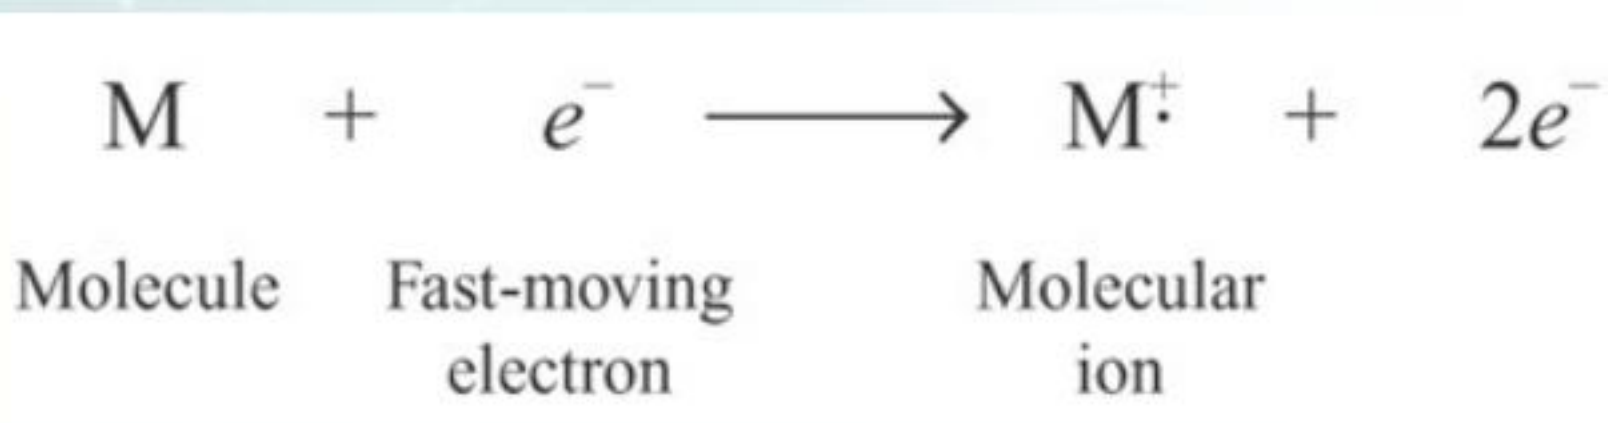 M + e⁻ ⟶ M⁺• + 2e⁻
Molecule Fast-moving Molecular
electron ion